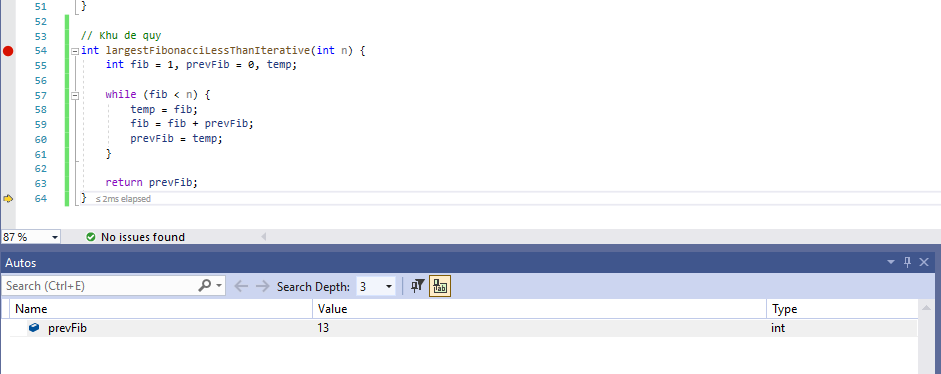 51 }
52
53 // Khu de quy
54 int largestFibonacciLessThanIterative(int n) {
55 int fib = 1, prevFib = 0, temp;
56
57 while (fib < n) {
58 temp = fib;
59 fib = fib + prevFib;
60 prevFib = temp;
61 }
62
63 return prevFib;
64 } ≤ 2ms elapsed
87 % No issues found
Autos
Search (Ctrl+E) Search Depth: 3
Name Value Type
prevFib 13 int